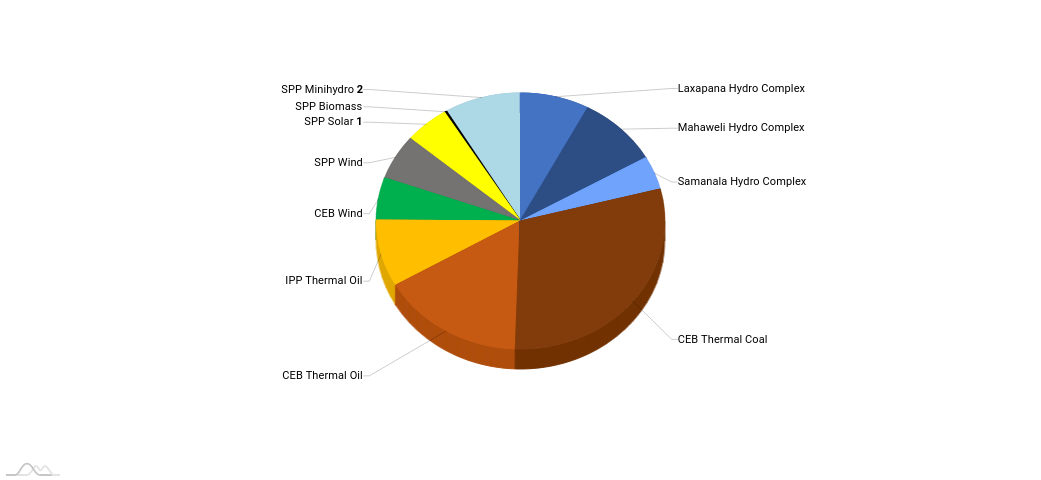 SPP Minihydro 2
SPP Biomass
SPP Solar 1
SPP Wind
CEB Wind
IPP Thermal Oil
CEB Thermal Oil
Laxapana Hydro Complex
Mahaweli Hydro Complex
Samanala Hydro Complex
CEB Thermal Coal